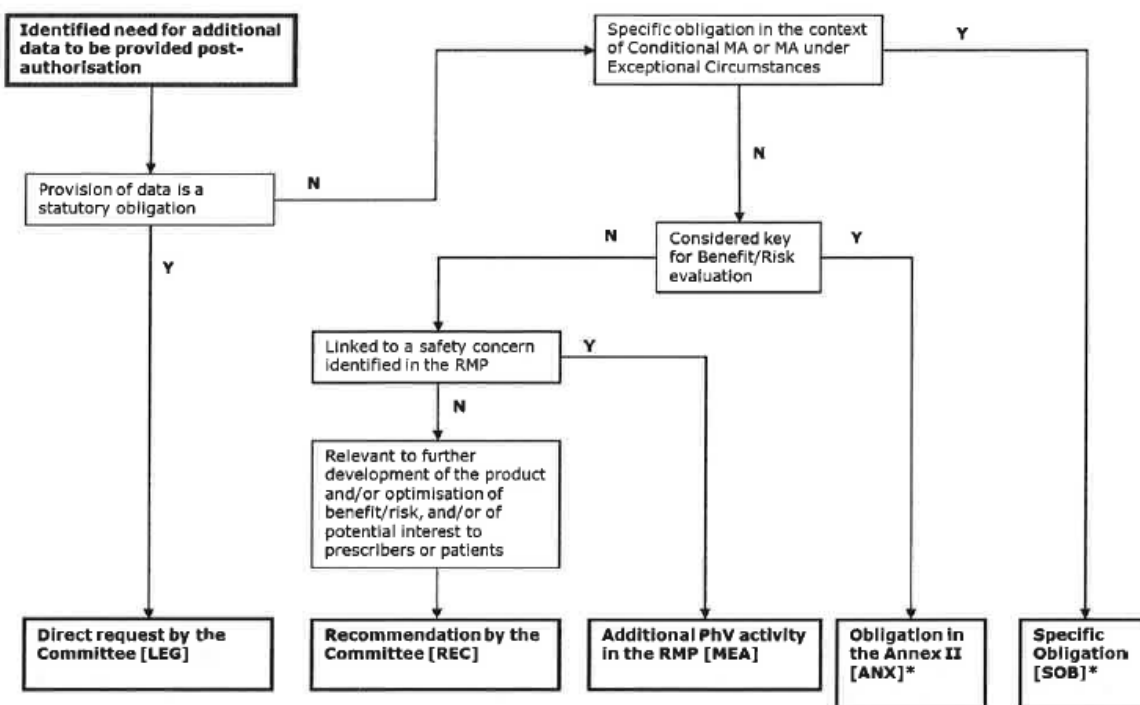 Identified need for additional
data to be provided post-
authorisation
Specific obligation in the context
of Conditional MA or MA under
Exceptional Circumstances
Y
N
Provision of data is a
statutory obligation
N
Y
N
Considered key
for Benefit/Risk
evaluation
Y
Linked to a safety concern
identified in the RMP
Y
N
Relevant to further
development of the product
and/or optimisation of
benefit/risk, and/or of
potential interest to
prescribers or patients
Direct request by the
Committee [LEG]
Recommendation by the
Committee [REC]
Additional PhV activity
in the RMP [MEA]
Obligation in
the Annex II
[ANX]*
Specific
Obligation
[SOB]*